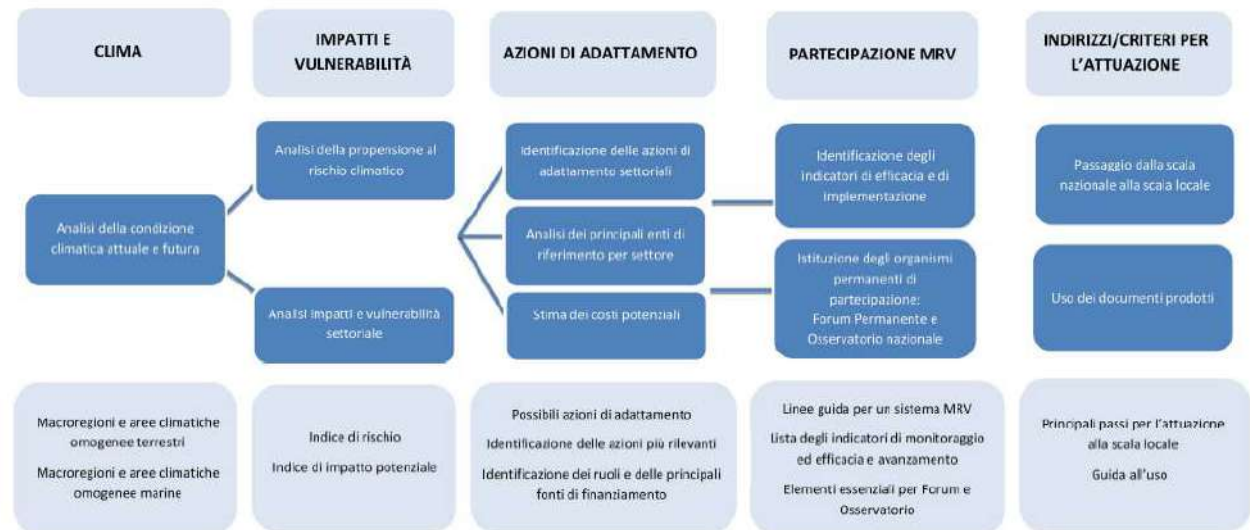 CLIMA
IMPATTI E
VULNERABILITÀ
AZIONI DI ADATTAMENTO
PARTECIPAZIONE MRV
INDIRIZZI/CRITERI PER
L'ATTUAZIONE
Analisi della condizione
climatica attuale e futura
Analisi della propensione al
rischio climatico
Analisi impatti e vulnerabilità
settoriale
Identificazione delle azioni di
adattamento settoriali
Analisi dei principali enti di
riferimento per settore
Stima dei costi potenziali
Identificazione degli
indicatori di efficacia e di
implementazione
Istituzione degli organismi
permanenti di
partecipazione:
Forum Permanente e
Osservatorio nazionale
Passaggio dalla scala
nazionale alla scala locale
Uso dei documenti prodotti
Macroregioni e aree climatiche
omogenee terrestri
Macroregioni e aree climatiche
omogenee marine
Indice di rischio
Indice di impatto potenziale
Possibili azioni di adattamento
Identificazione delle azioni più rilevanti
Identificazione dei ruoli e delle principali
fonti di finanziamento
Linee guida per un sistema MRV
Lista degli indicatori di monitoraggio
ed efficacia e avanzamento
Elementi essenziali per Forum e
Osservatorio
Principali passi per l'attuazione
alla scala locale
Guida all'uso